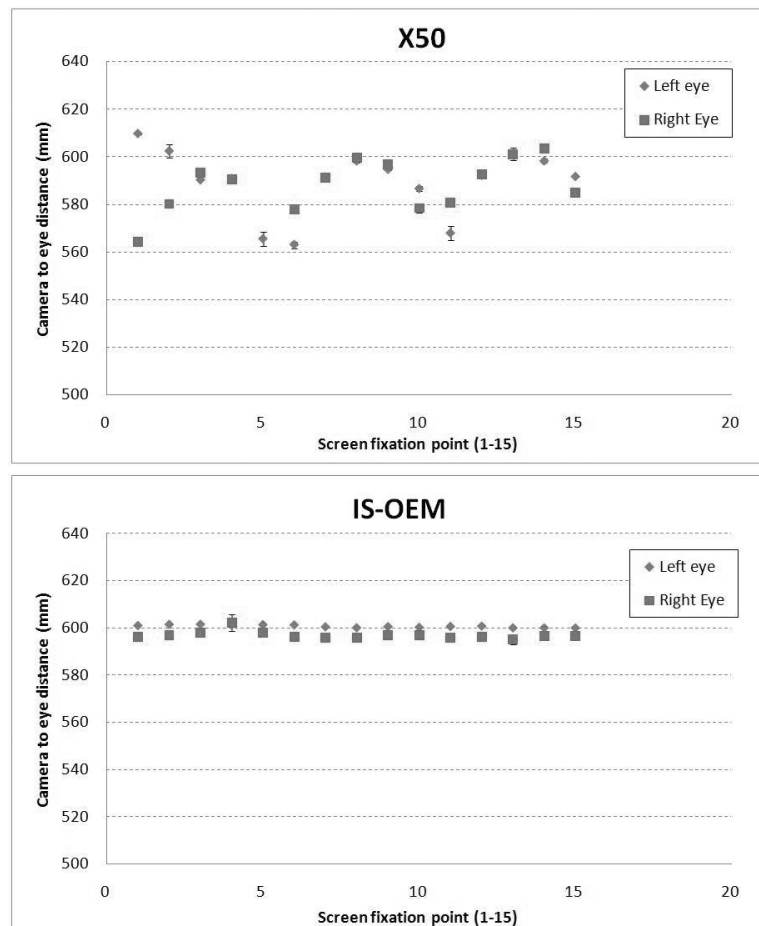 X50
640
620
600
580
560
540
520
500
Camera to eye distance (mm)
Left eye
Right Eye
0 5 10 15 20
Screen fixation point (1-15)
IS-OEM
640
620
600
580
560
540
520
500
Camera to eye distance (mm)
Left eye
Right Eye
0 5 10 15 20
Screen fixation point (1-15)